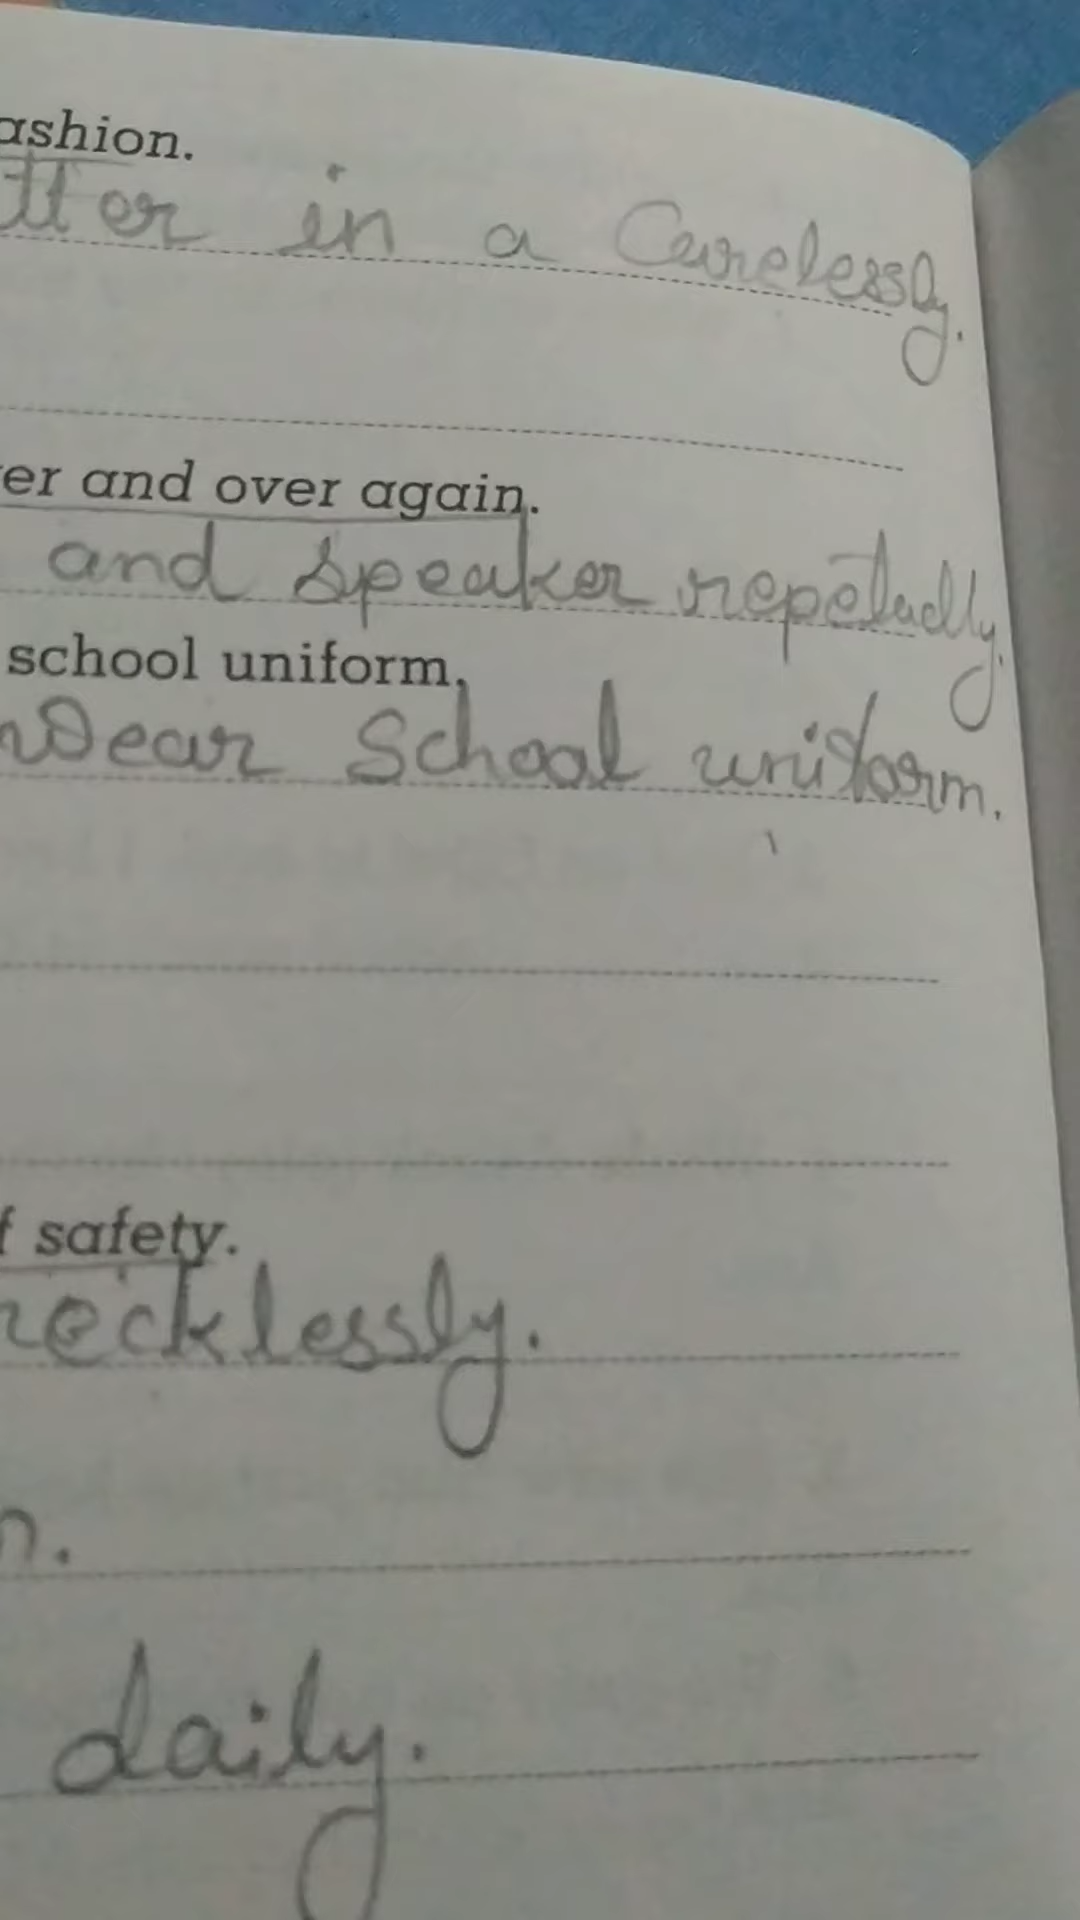 ashion.
tter in a Carelessly.
er and over again.
and speaker repetadly.
school uniform.
wear School uniform.
f safety.
recklessly.
n.
daily.